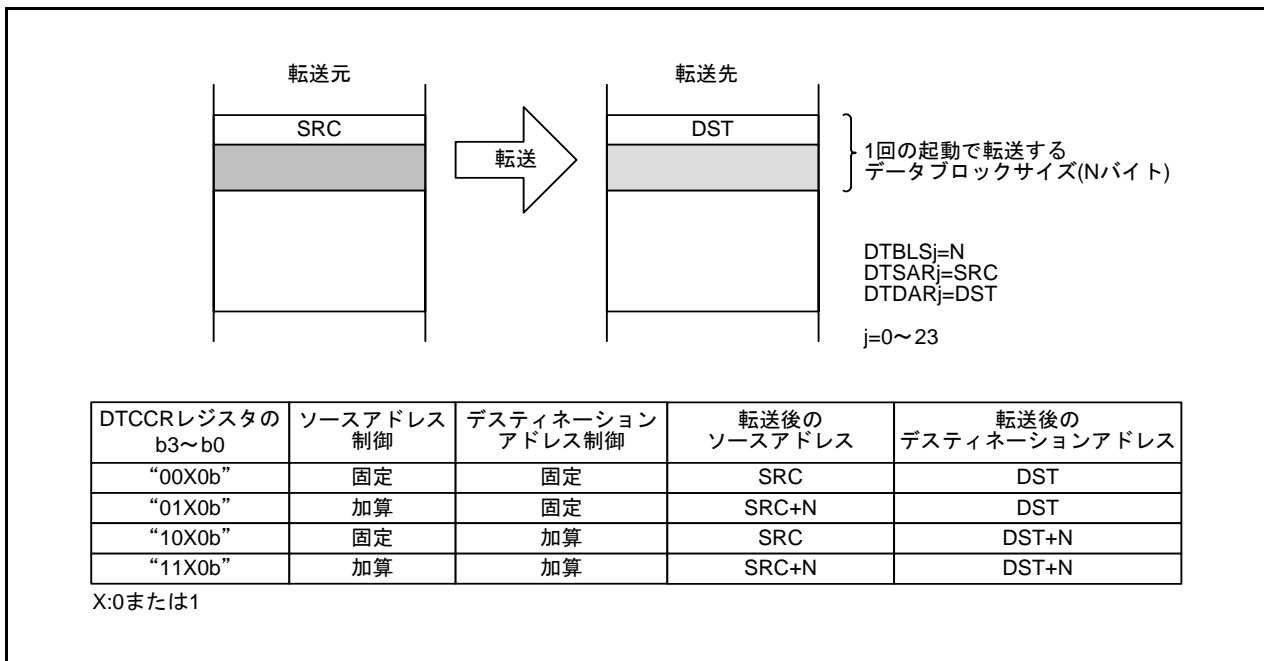 転送元
転送先
SRC
DST
転送
1回の起動で転送する
データブロックサイズ(Nバイト)
DTBLSj=N
DTSARj=SRC
DTDARj=DST
j=0～23
DTCCRレジスタの
b3～b0
ソースアドレス
制御
デスティネーション
アドレス制御
転送後の
ソースアドレス
転送後の
デスティネーションアドレス
“00X0b” 固定 固定 SRC DST
“01X0b” 加算 固定 SRC+N DST
“10X0b” 固定 加算 SRC DST+N
“11X0b” 加算 加算 SRC+N DST+N
X:0または1